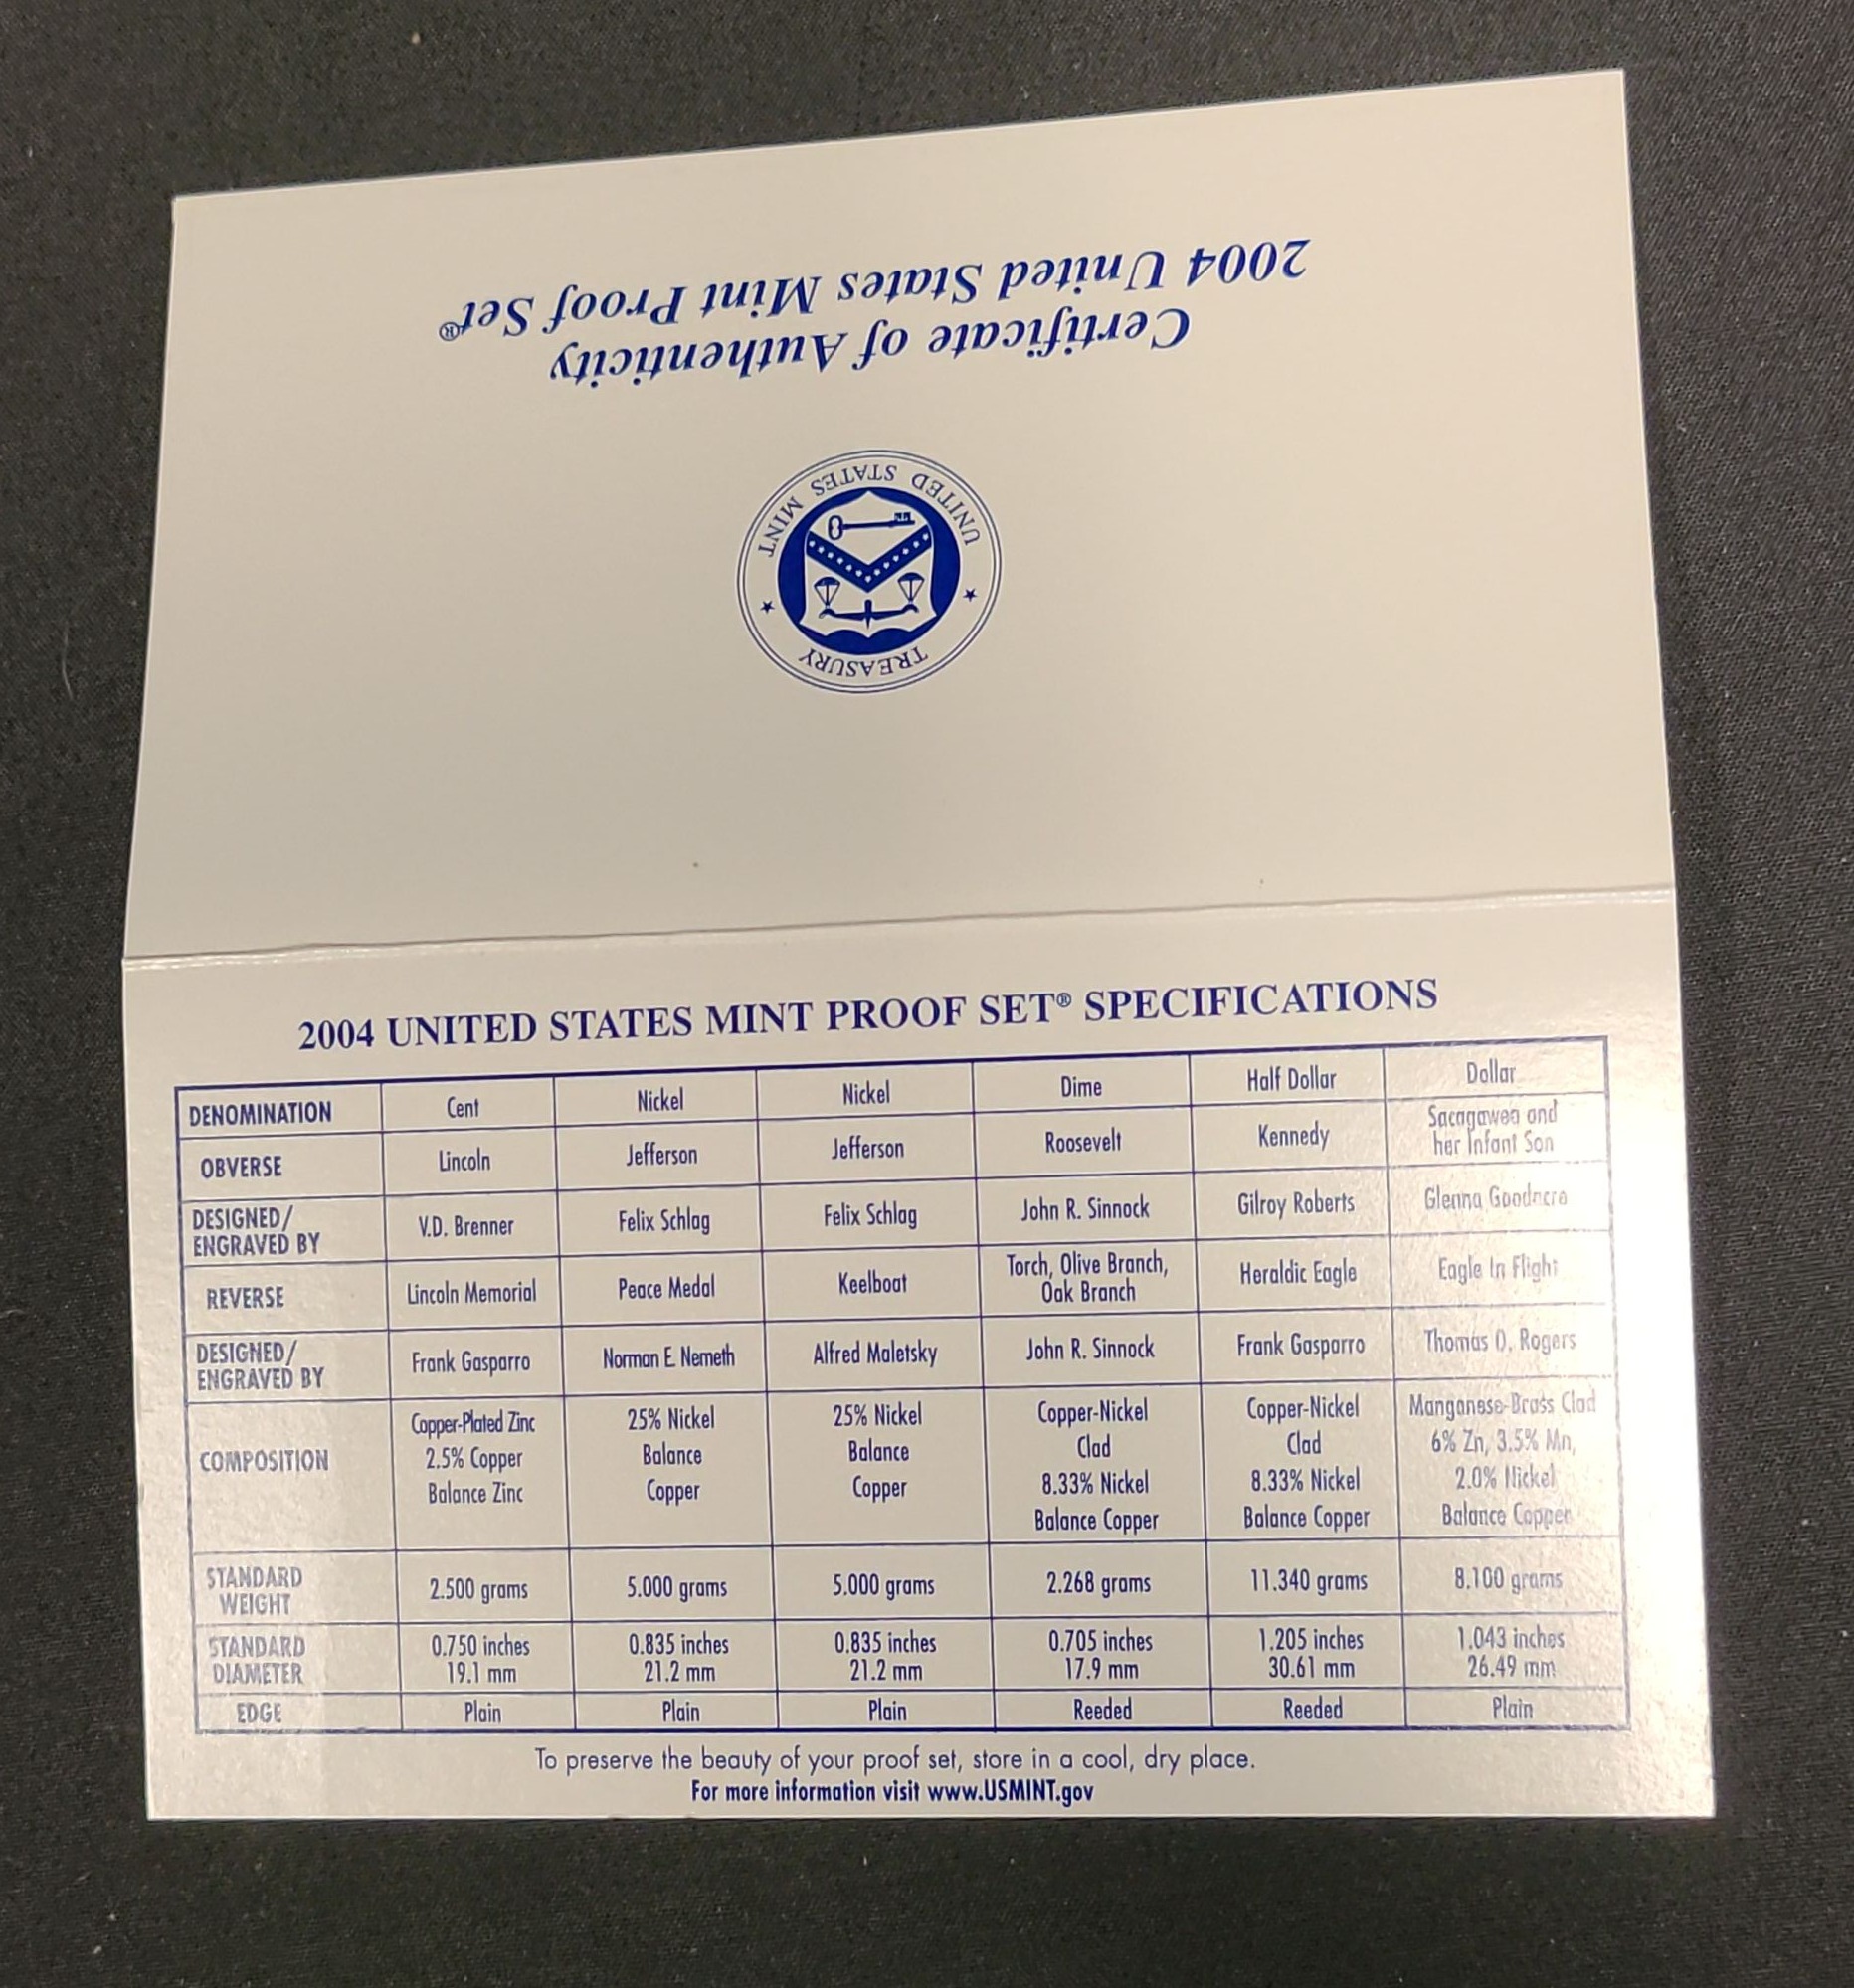 2004 United States Mint Proof Set®
Certificate of Authenticity
UNITED STATES MINT
TREASURY
2004 UNITED STATES MINT PROOF SET® SPECIFICATIONS
DENOMINATION Cent Nickel Nickel Dime Half Dollar Dollar
OBVERSE Lincoln Jefferson Jefferson Roosevelt Kennedy Sacagawea and
her Infant Son
DESIGNED/
ENGRAVED BY V.D. Brenner Felix Schlag Felix Schlag John R. Sinnock Gilroy Roberts Glenna Goodacre
REVERSE Lincoln Memorial Peace Medal Keelboat Torch, Olive Branch,
Oak Branch Heraldic Eagle Eagle In Flight
DESIGNED/
ENGRAVED BY Frank Gasparro Norman E. Nemeth Alfred Maletsky John R. Sinnock Frank Gasparro Thomas D. Rogers
COMPOSITION Copper-Plated Zinc 25% Nickel 25% Nickel Copper-Nickel Copper-Nickel Manganese-Brass Clad
2.5% Copper Balance Balance Clad Clad 6% Zn, 3.5% Mn,
Balance Zinc Copper Copper 8.33% Nickel 8.33% Nickel 2.0% Nickel
Balance Copper Balance Copper Balance Copper
STANDARD
WEIGHT 2.500 grams 5.000 grams 5.000 grams 2.268 grams 11.340 grams 8.100 grams
STANDARD 0.750 inches 0.835 inches 0.835 inches 0.705 inches 1.205 inches 1.043 inches
DIAMETER 19.1 mm 21.2 mm 21.2 mm 17.9 mm 30.61 mm 26.49 mm
EDGE Plain Plain Plain Reeded Reeded Plain
To preserve the beauty of your proof set, store in a cool, dry place.
For more information visit www.USMINT.gov